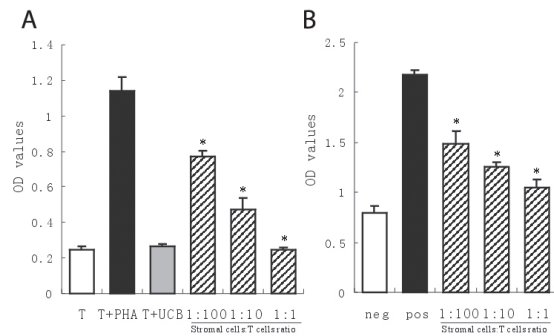 A
1.4
1.2
1
0.8
0.6
0.4
0.2
0
OD values
* * *
T T+PHA T+UCB 1:100 1:10 1:1
Stromal cells:T cells ratio
B
2.5
2
1.5
1
0.5
0
OD values
* * *
neg pos 1:100 1:10 1:1
Stromal cells:T cells ratio